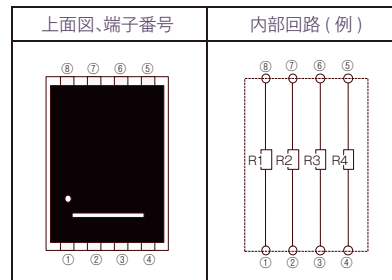 上面図、端子番号 内部回路 ( 例 )
⑧ ⑦ ⑥ ⑤ ⑧ ⑦ ⑥ ⑤
R1 R2 R3 R4
① ② ③ ④ ① ② ③ ④